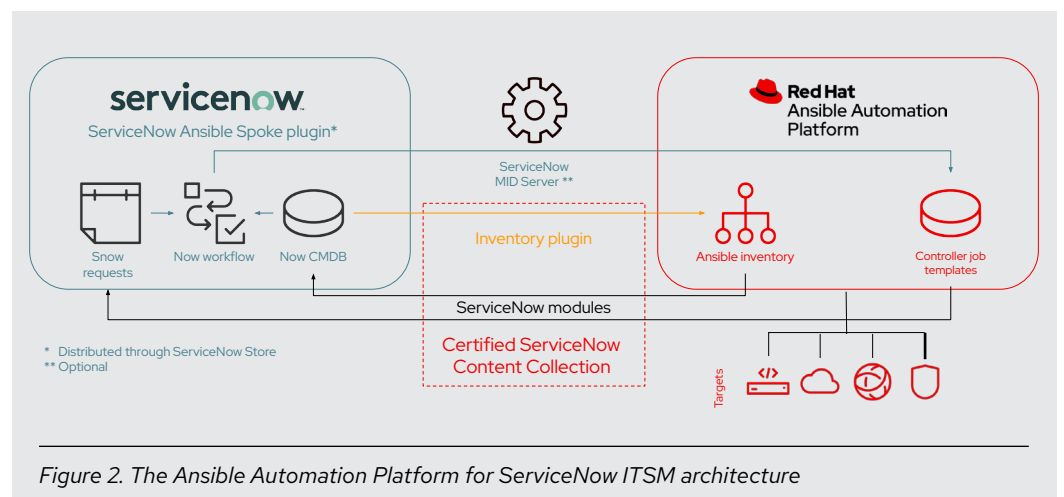 servicenow
ServiceNow Ansible Spoke plugin*
Red Hat
Ansible Automation
Platform
ServiceNow
MID Server **
Snow
requests
Now workflow
Now CMDB
Inventory plugin
Ansible inventory
Controller job
templates
ServiceNow modules
Certified ServiceNow
Content Collection
* Distributed through ServiceNow Store
** Optional
Targets
</>
Figure 2. The Ansible Automation Platform for ServiceNow ITSM architecture